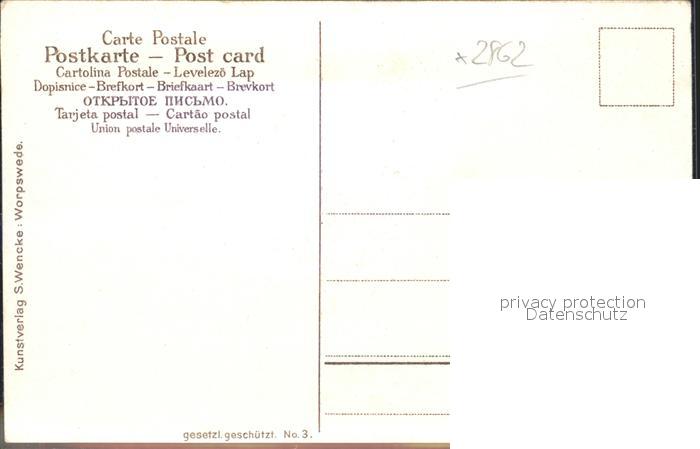 Carte Postale
Postkarte — Post card
Cartolina Postale – Levelező Lap
Dopisnice – Brefkort – Briefkaart – Brevkort
ОТКРЫТОЕ ПИСЬМО.
Tarjeta postal — Cartão postal
Union postale Universelle.
Kunstverlag S. Wencke : Worpswede.
gesetzl. geschützt. No. 3.
x 2862
privacy protection
Datenschutz